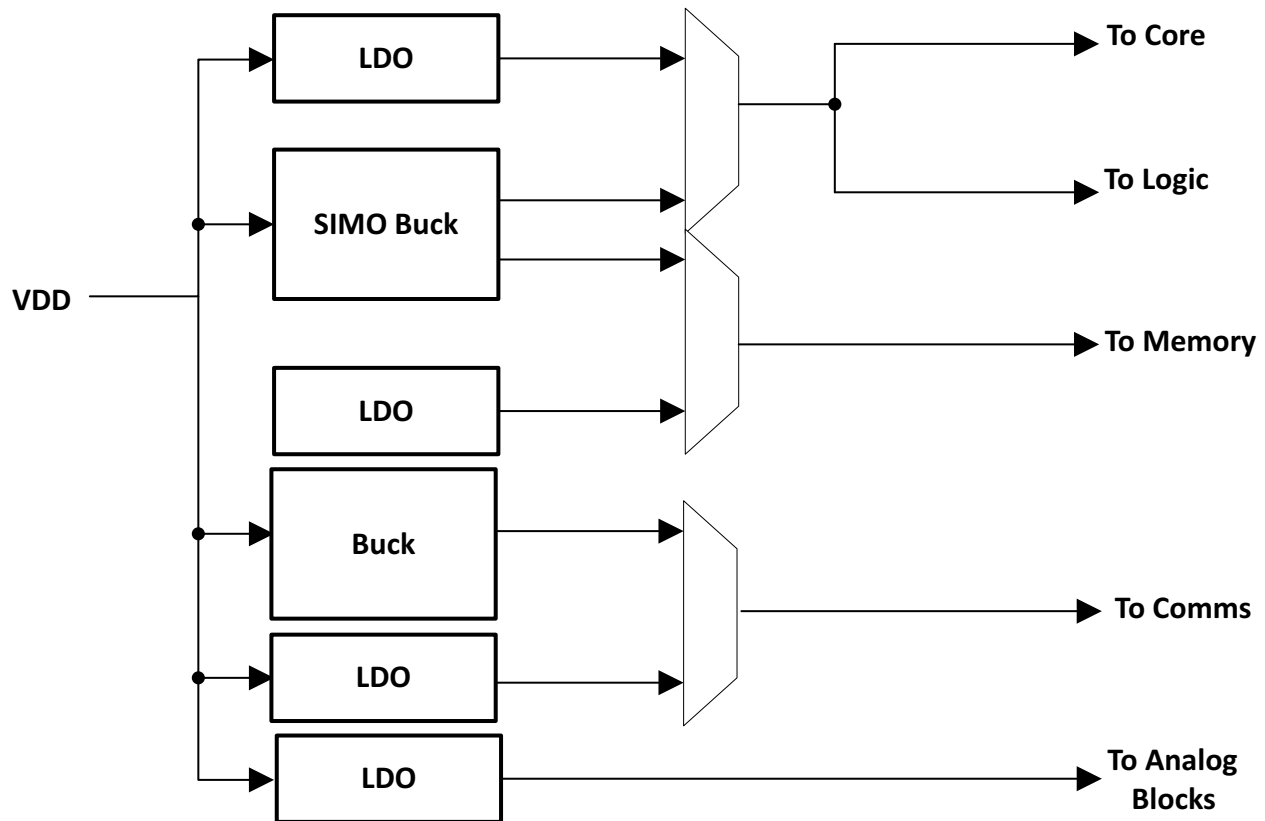 LDO
To Core
To Logic
SIMO Buck
VDD
To Memory
LDO
Buck
To Comms
LDO
To Analog
Blocks
LDO